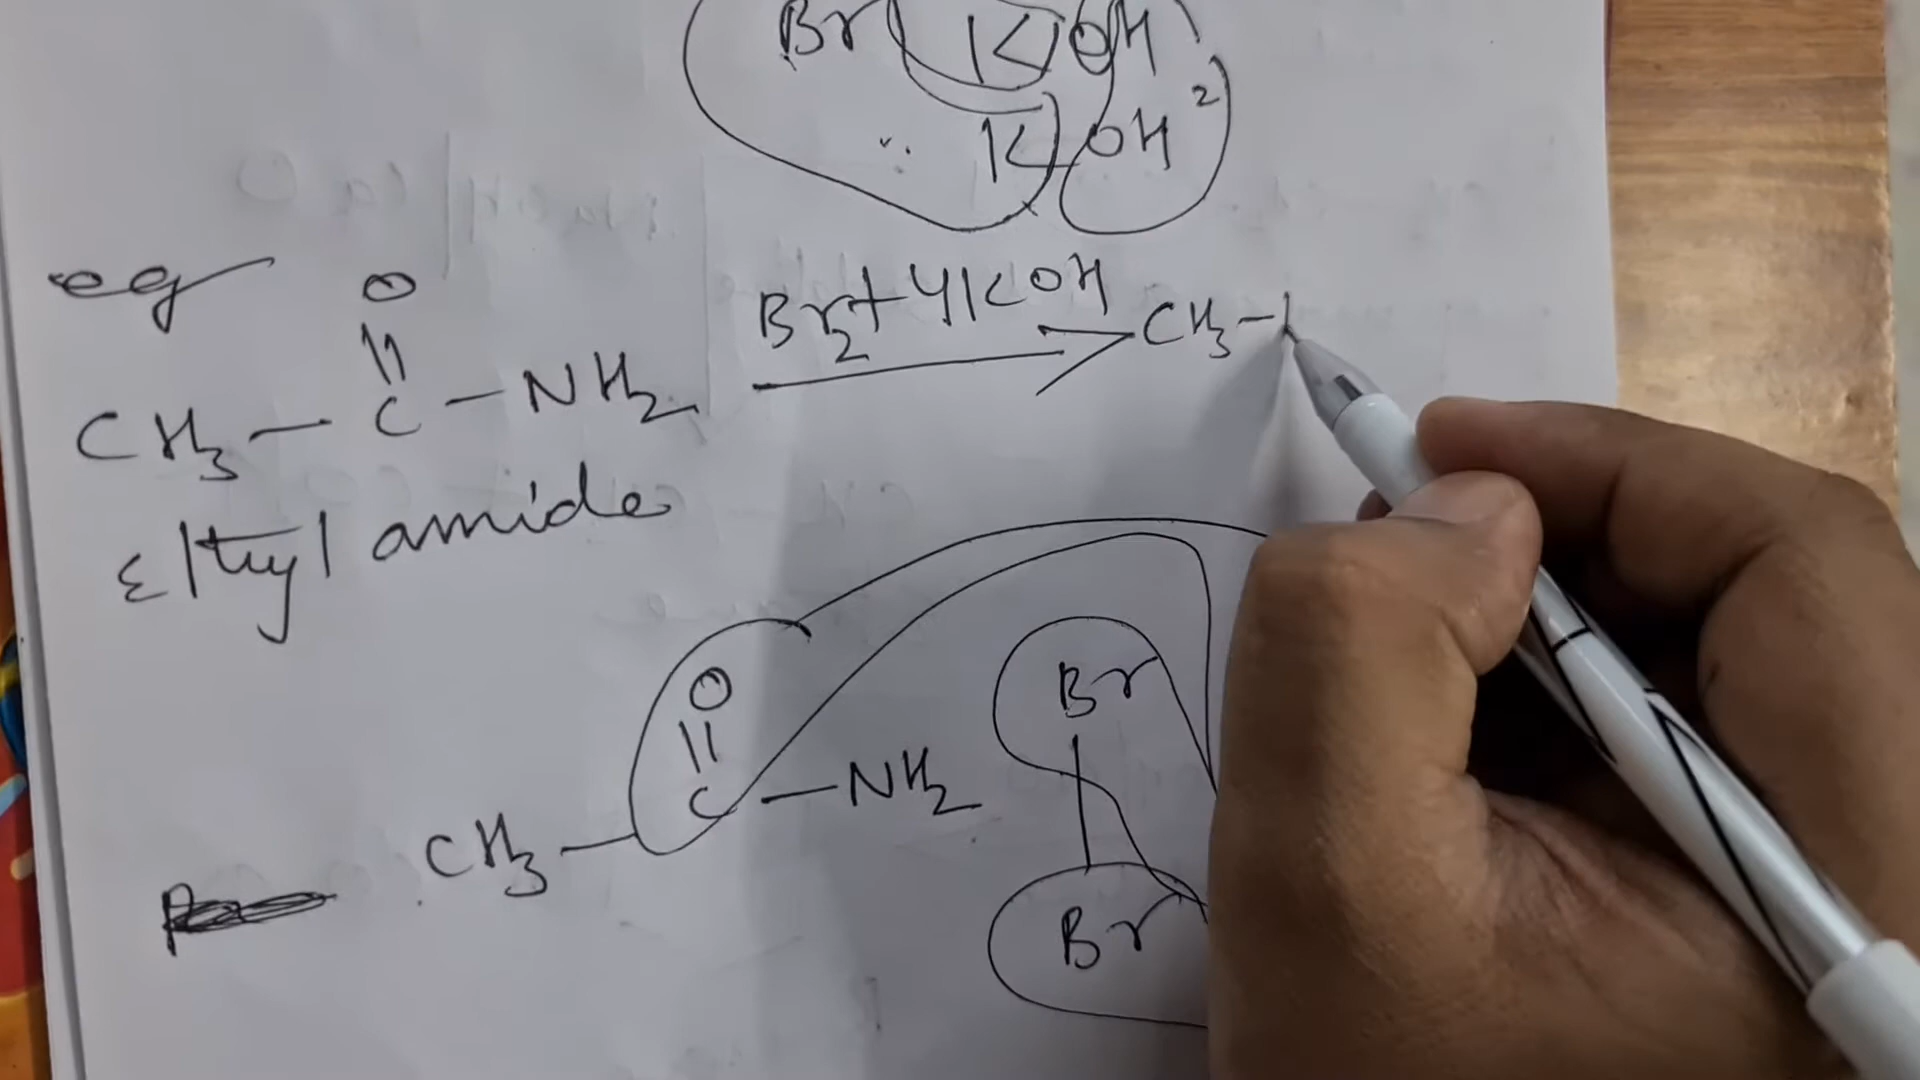 Br KOH
KOH 2
eg
O
||
CH3-C-NH2 Br2+4KOH CH3-
Ethyl amide
O
||
CH3-C-NH2
Br
|
Br